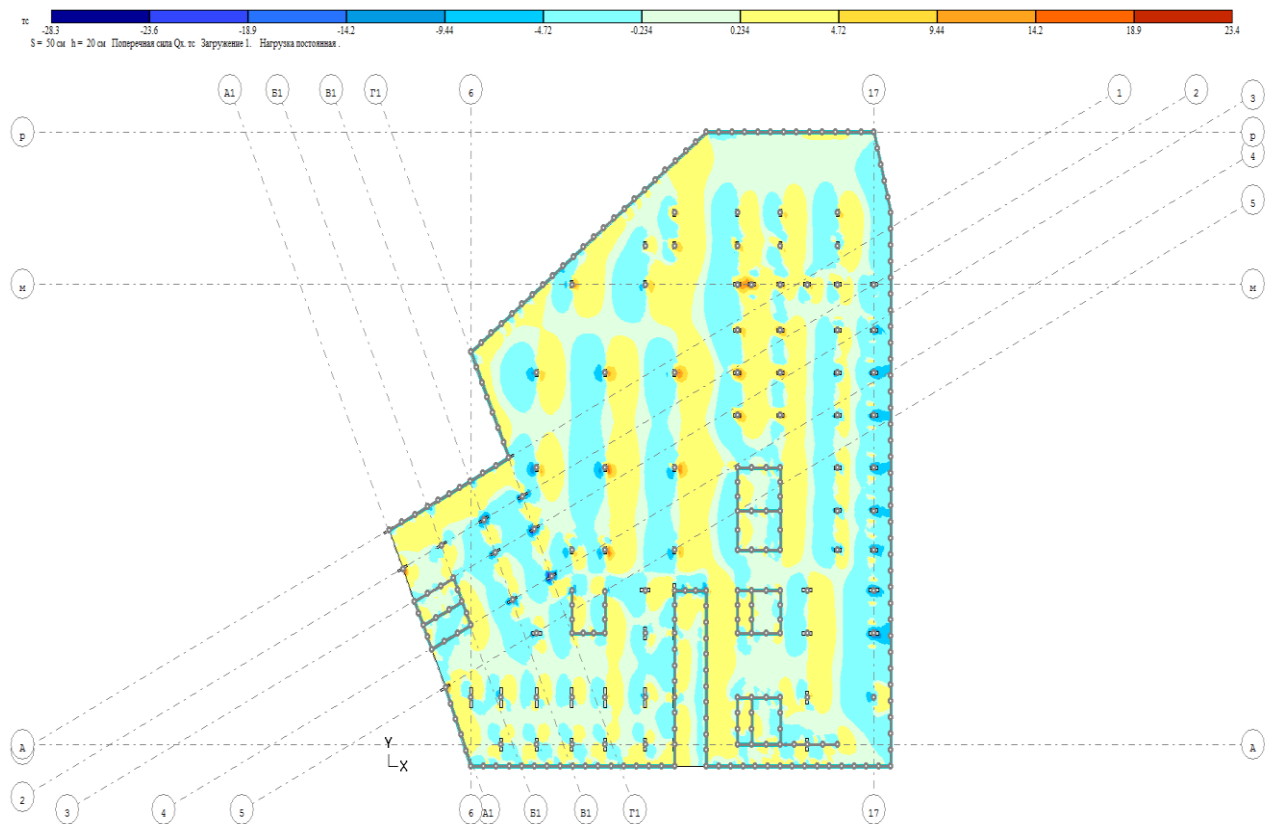 тс
-28.3 -23.6 -18.9 -14.2 -9.44 -4.72 -0.234 0.234 4.72 9.44 14.2 18.9 23.4
S = 50 см h = 20 см Поперечная сила Qx. тс Загружение 1. Нагрузка постоянная .
А1 Б1 В1 Г1 6 17 1 2 3
Р Р
4
5
М М
А А
Y
X
2 3 4 5 6 А1 Б1 В1 Г1 17